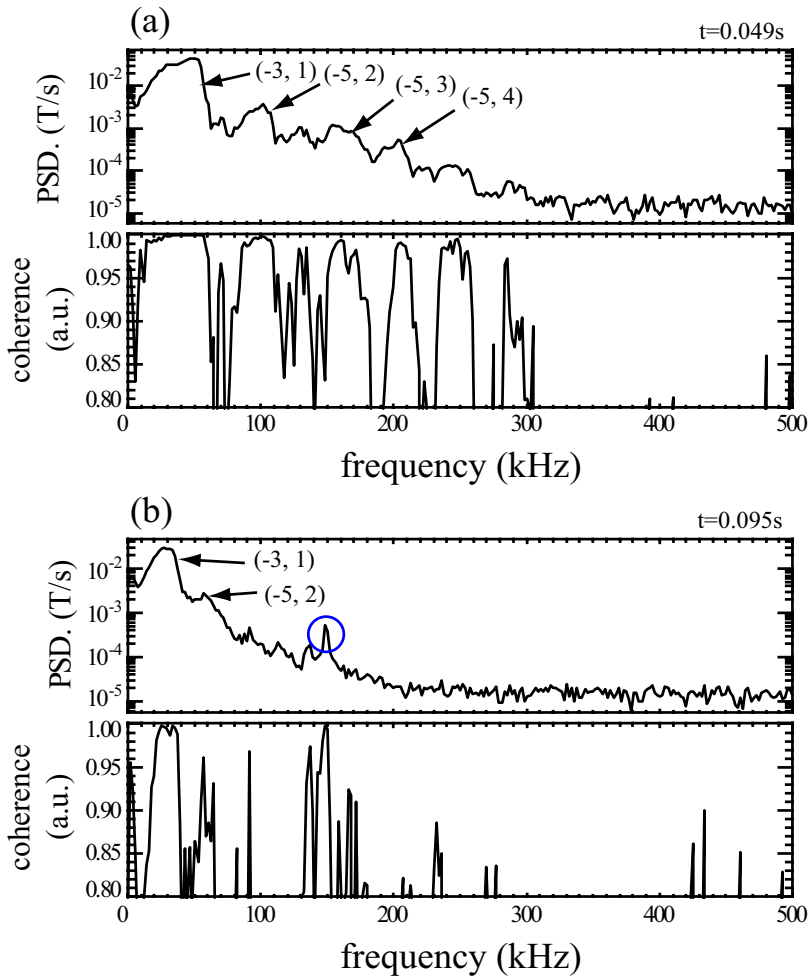 (a)
t=0.049s
PSD. (T/s)
10-2
10-3
10-4
10-5
(-3, 1)
(-5, 2)
(-5, 3)
(-5, 4)
coherence
(a.u.)
1.00
0.95
0.90
0.85
0.80
0 100 200 300 400 500
frequency (kHz)
(b)
t=0.095s
PSD. (T/s)
10-2
10-3
10-4
10-5
(-3, 1)
(-5, 2)
coherence
(a.u.)
1.00
0.95
0.90
0.85
0.80
0 100 200 300 400 500
frequency (kHz)